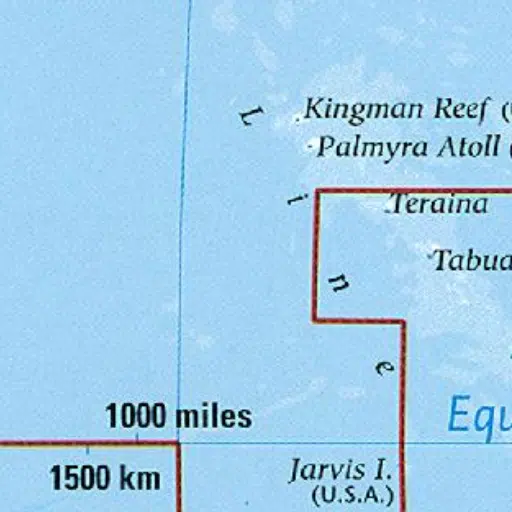 Kingman Reef (
Palmyra Atoll (
Teraina
Tabua
L i n e
Equ
1000 miles
1500 km
Jarvis I.
(U.S.A.)